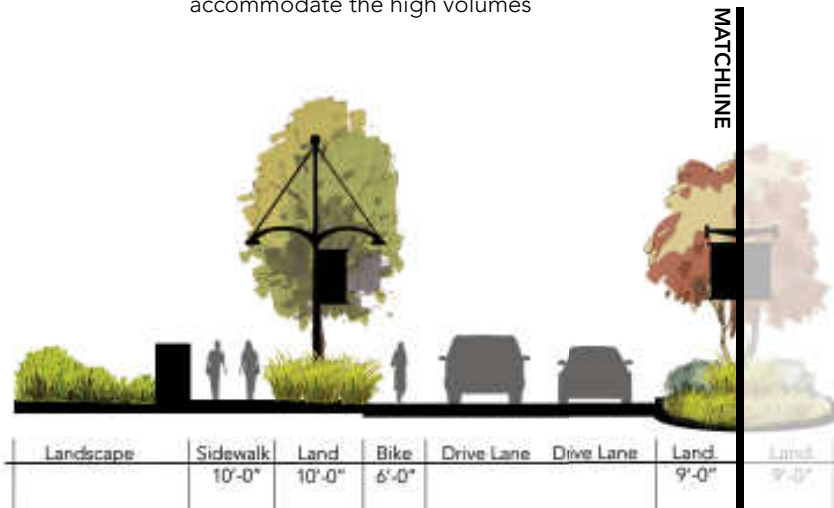 accommodate the high volumes
MATCHLINE
Landscape Sidewalk Land Bike Drive Lane Drive Lane Land. Land.
10'-0" 10'-0" 6'-0" 9'-0" 9'-0"